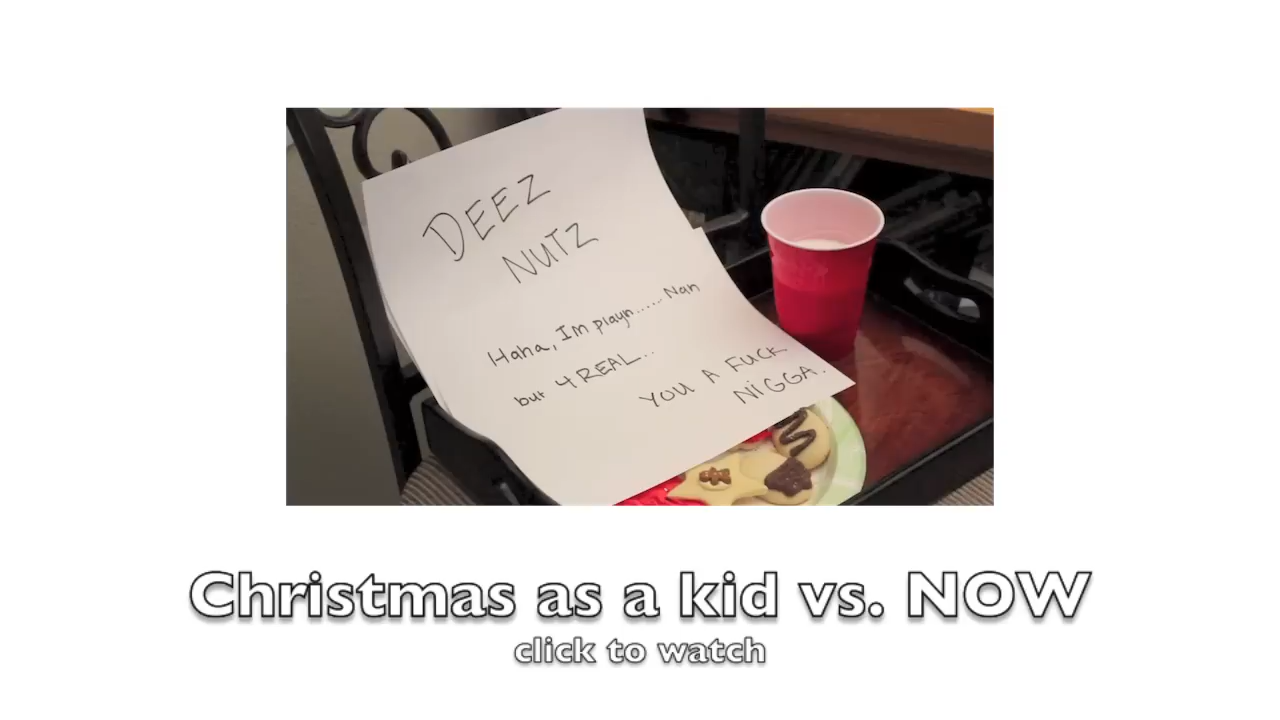 DEEZ
NUTZ
Haha, Im playn..... Nah
but 4 REAL..
YOU A FUCK
NIGGA.
Christmas as a kid vs. NOW
click to watch